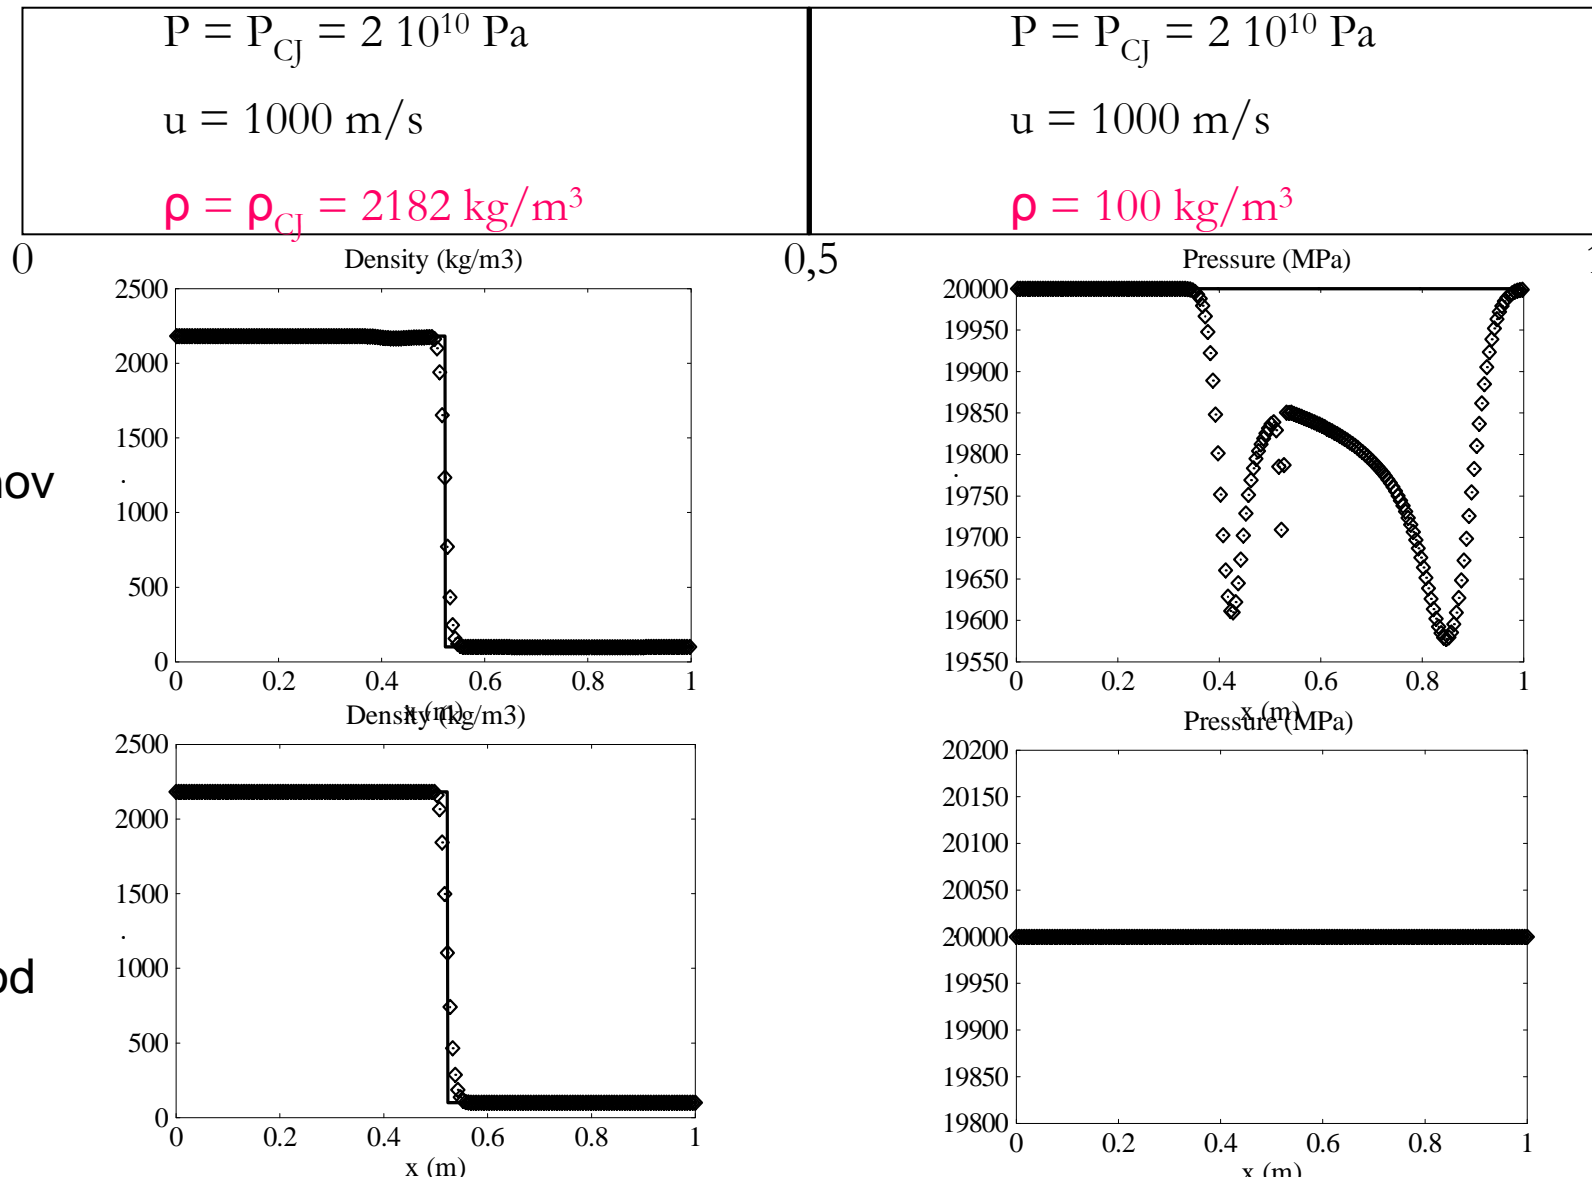 P = P_CJ = 2 10¹⁰ Pa
u = 1000 m/s
ρ = ρ_CJ = 2182 kg/m³
P = P_CJ = 2 10¹⁰ Pa
u = 1000 m/s
ρ = 100 kg/m³
0 0,5 1
Density (kg/m3)
2500
2000
1500
1000
500
0
0 0.2 0.4 0.6 0.8 1
x (m)
Pressure (MPa)
20000
19950
19900
19850
19800
19750
19700
19650
19600
19550
0 0.2 0.4 0.6 0.8 1
x (m)
nov
Density (kg/m3)
2500
2000
1500
1000
500
0
0 0.2 0.4 0.6 0.8 1
x (m)
Pressure (MPa)
20200
20150
20100
20050
20000
19950
19900
19850
19800
0 0.2 0.4 0.6 0.8 1
x (m)
od